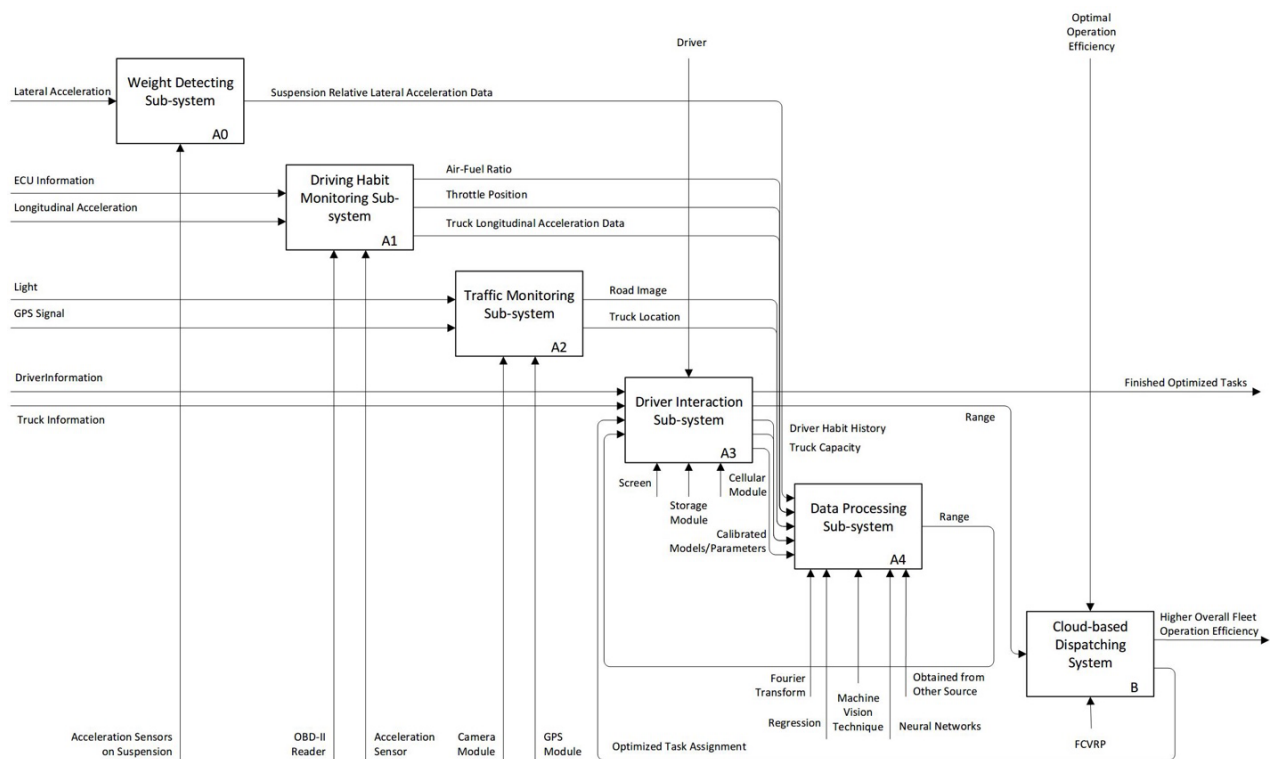 Optimal
Operation
Efficiency
Driver
Weight Detecting
Sub-system
A0
Lateral Acceleration
Suspension Relative Lateral Acceleration Data
Driving Habit
Monitoring Sub-
system
A1
ECU Information
Longitudinal Acceleration
Air-Fuel Ratio
Throttle Position
Truck Longitudinal Acceleration Data
Light
GPS Signal
Traffic Monitoring
Sub-system
A2
Road Image
Truck Location
DriverInformation
Truck Information
Driver Interaction
Sub-system
A3
Finished Optimized Tasks
Range
Driver Habit History
Truck Capacity
Screen
Storage
Module
Cellular
Module
Calibrated
Models/Parameters
Data Processing
Sub-system
A4
Range
Cloud-based
Dispatching
System
B
Higher Overall Fleet
Operation Efficiency
Fourier
Transform
Regression
Machine
Vision
Technique
Obtained from
Other Source
Neural Networks
FCVRP
Acceleration Sensors
on Suspension
OBD-II
Reader
Acceleration
Sensor
Camera
Module
GPS
Module
Optimized Task Assignment